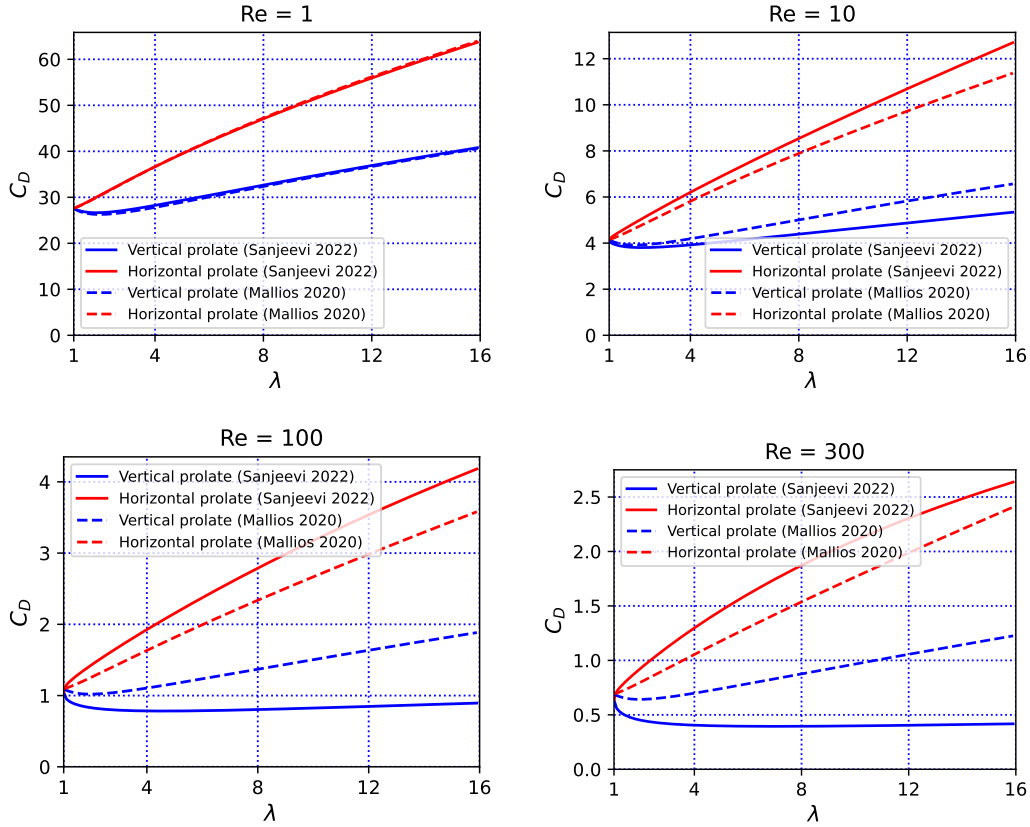 Re = 1
C_D
60
50
40
30
20
10
0
Vertical prolate (Sanjeevi 2022)
Horizontal prolate (Sanjeevi 2022)
Vertical prolate (Mallios 2020)
Horizontal prolate (Mallios 2020)
1 4 8 12 16
λ
Re = 10
C_D
12
10
8
6
4
2
0
Vertical prolate (Sanjeevi 2022)
Horizontal prolate (Sanjeevi 2022)
Vertical prolate (Mallios 2020)
Horizontal prolate (Mallios 2020)
1 4 8 12 16
λ
Re = 100
C_D
4
3
2
1
0
Vertical prolate (Sanjeevi 2022)
Horizontal prolate (Sanjeevi 2022)
Vertical prolate (Mallios 2020)
Horizontal prolate (Mallios 2020)
1 4 8 12 16
λ
Re = 300
C_D
2.5
2.0
1.5
1.0
0.5
0.0
Vertical prolate (Sanjeevi 2022)
Horizontal prolate (Sanjeevi 2022)
Vertical prolate (Mallios 2020)
Horizontal prolate (Mallios 2020)
1 4 8 12 16
λ